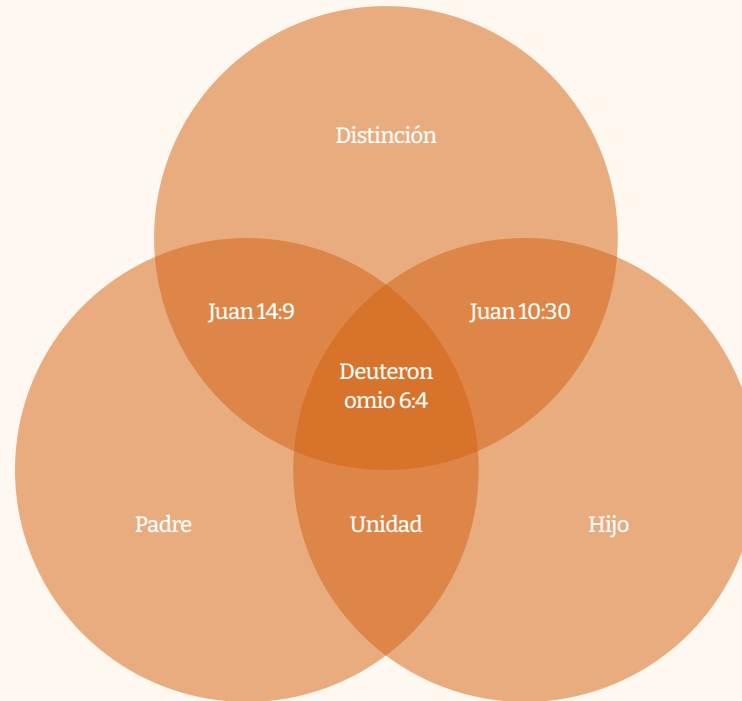 Distinción
Juan 14:9
Juan 10:30
Deuteron
omio 6:4
Padre
Unidad
Hijo